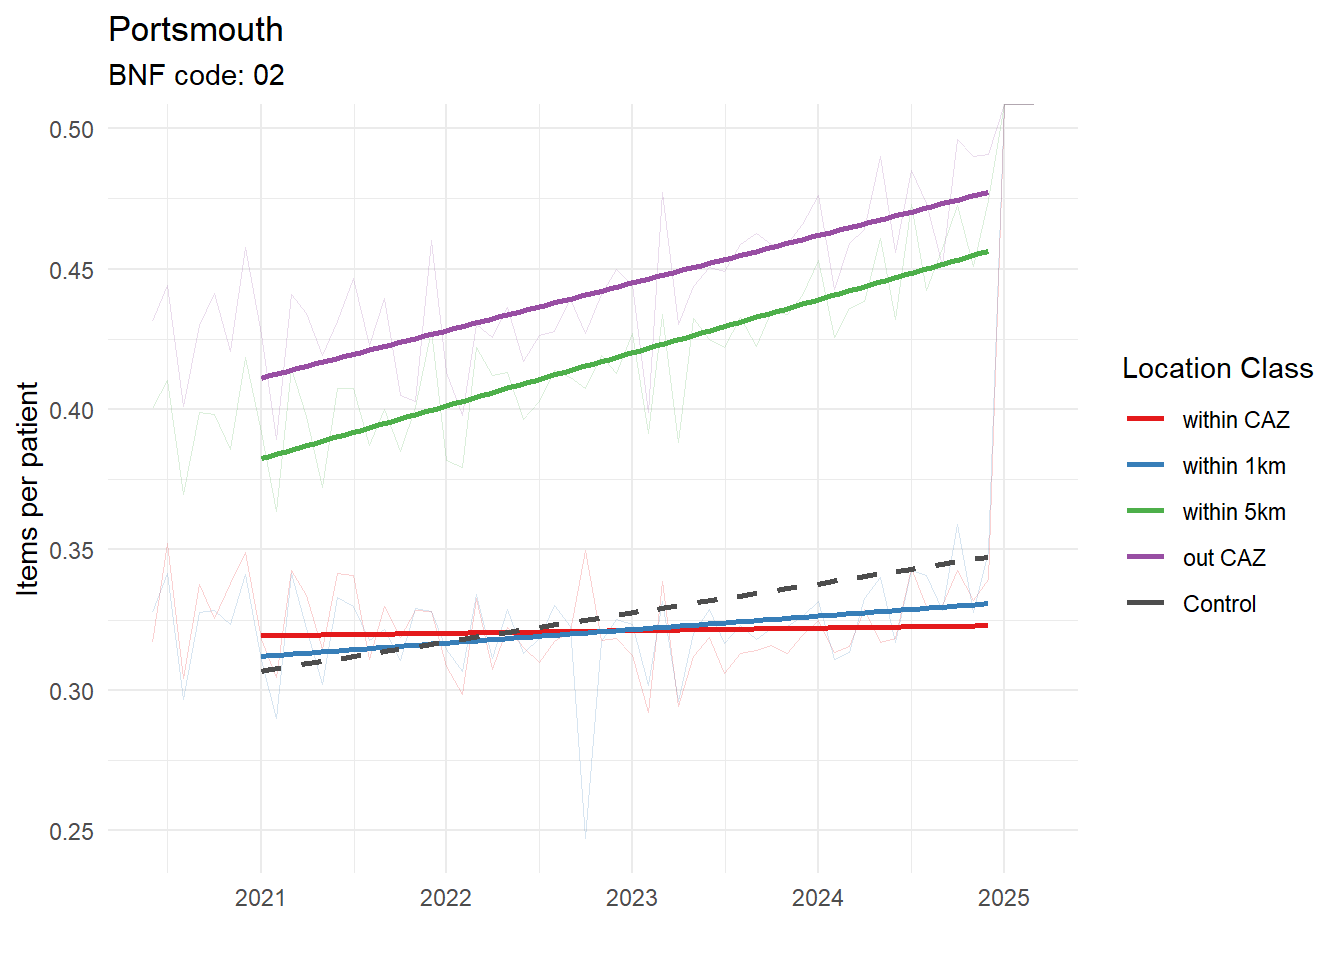 Portsmouth
BNF code: 02
Items per patient
0.50
0.45
0.40
0.35
0.30
0.25
2021
2022
2023
2024
2025
Location Class
within CAZ
within 1km
within 5km
out CAZ
Control